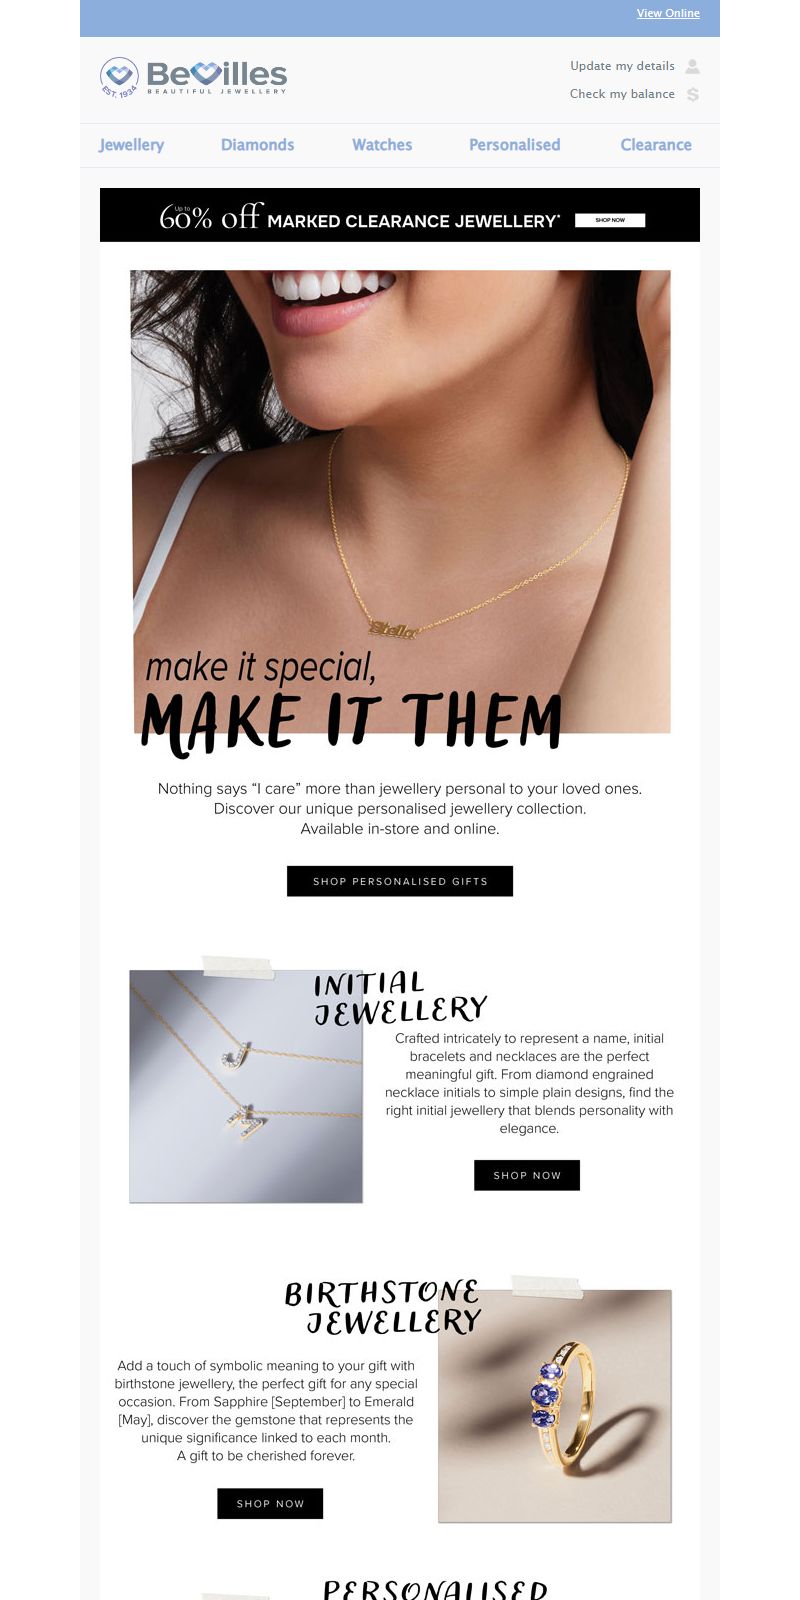 View Online
BeVilles
BEAUTIFUL JEWELLERY
EST. 1934
Update my details
Check my balance
Jewellery Diamonds Watches Personalised Clearance
Up to
60% off MARKED CLEARANCE JEWELLERY* SHOP NOW
Stella
make it special,
MAKE IT THEM
Nothing says “I care” more than jewellery personal to your loved ones.
Discover our unique personalised jewellery collection.
Available in-store and online.
SHOP PERSONALISED GIFTS
INITIAL
JEWELLERY
J
M
Crafted intricately to represent a name, initial
bracelets and necklaces are the perfect
meaningful gift. From diamond engrained
necklace initials to simple plain designs, find the
right initial jewellery that blends personality with
elegance.
SHOP NOW
BIRTHSTONE
JEWELLERY
Add a touch of symbolic meaning to your gift with
birthstone jewellery, the perfect gift for any special
occasion. From Sapphire [September] to Emerald
[May], discover the gemstone that represents the
unique significance linked to each month.
A gift to be cherished forever.
SHOP NOW
PERSONALISED